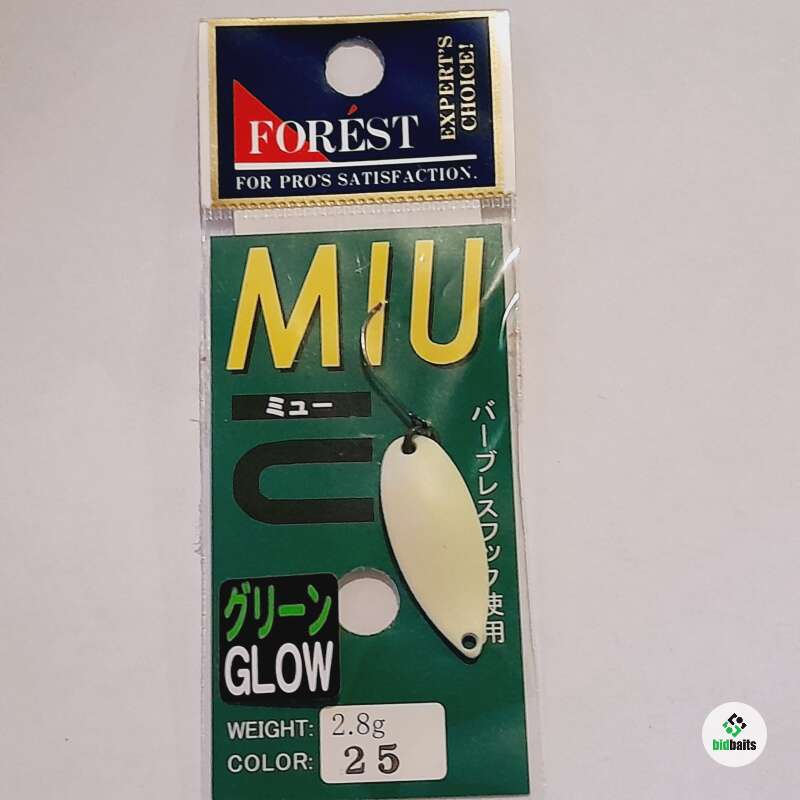 FORÉST
FOR PRO'S SATISFACTION.
EXPERT'S
CHOICE!
MIU
ミュー
バーブレスフック使用
グリーン
GLOW
WEIGHT: 2.8g
COLOR: 25
bidbaits